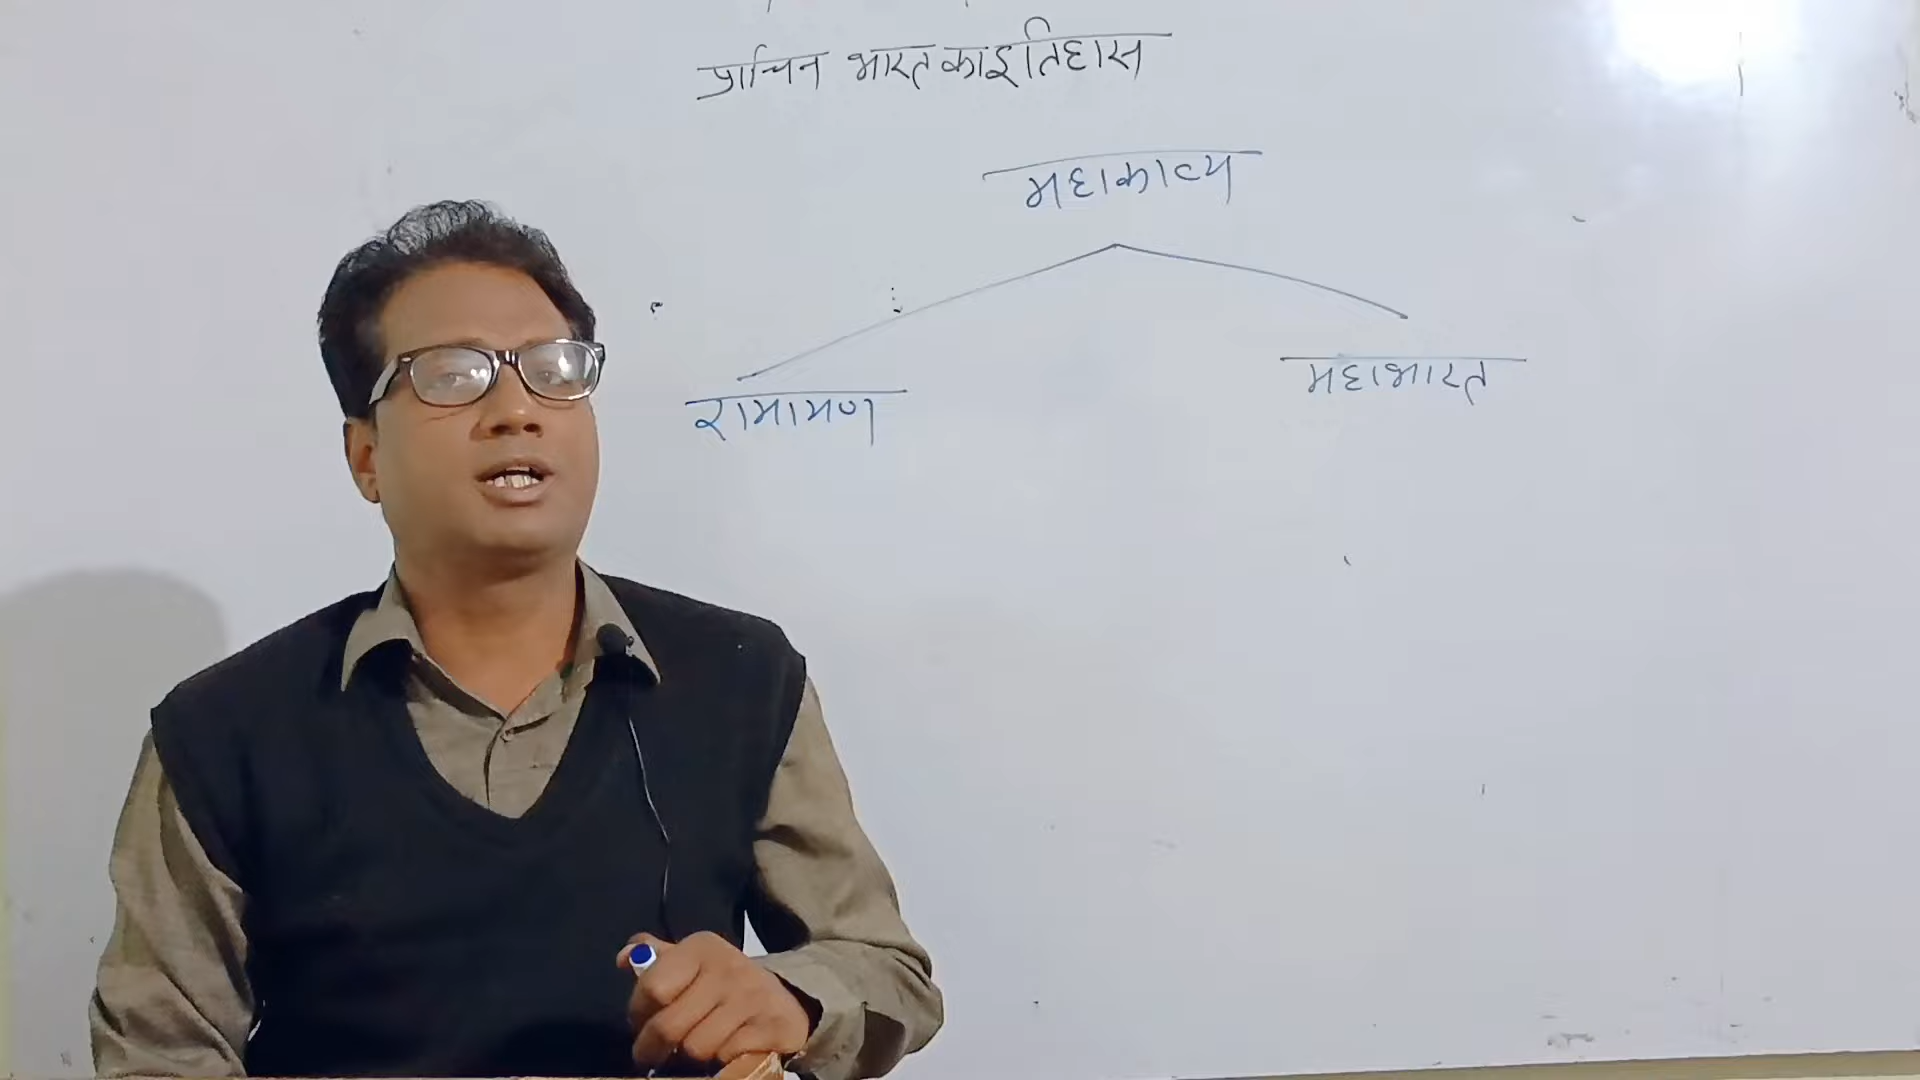 प्राचिन भारत का इतिहास
महाकाव्य
रामायण
महाभारत